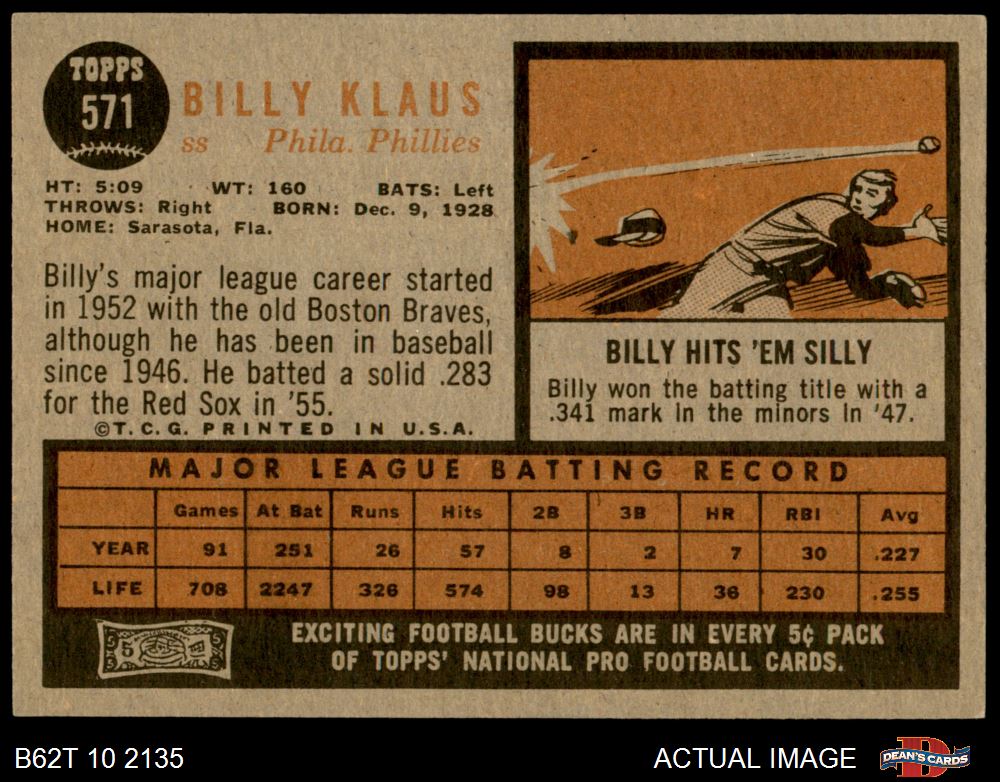 TOPPS
571
BILLY KLAUS
ss Phila. Phillies
HT: 5:09 WT: 160 BATS: Left
THROWS: Right BORN: Dec. 9, 1928
HOME: Sarasota, Fla.
Billy's major league career started
in 1952 with the old Boston Braves,
although he has been in baseball
since 1946. He batted a solid .283
for the Red Sox in '55.
©T.C.G. PRINTED IN U.S.A.
BILLY HITS 'EM SILLY
Billy won the batting title with a
.341 mark in the minors in '47.
MAJOR LEAGUE BATTING RECORD
Games At Bat Runs Hits 2B 3B HR RBI Avg
YEAR 91 251 26 57 8 2 7 30 .227
LIFE 708 2247 326 574 98 13 36 230 .255
EXCITING FOOTBALL BUCKS ARE IN EVERY 5¢ PACK
OF TOPPS' NATIONAL PRO FOOTBALL CARDS.
B62T 10 2135 ACTUAL IMAGE DEAN'S CARDS